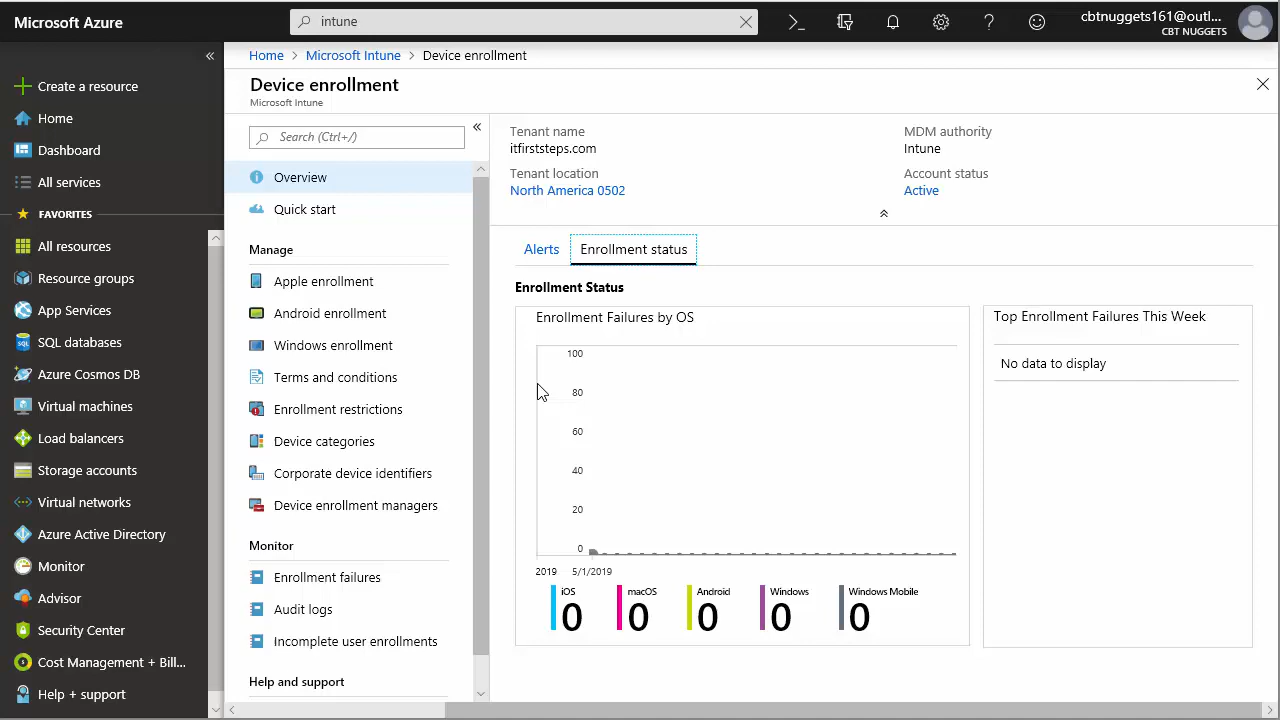 Microsoft Azure
intune
cbtnuggets161@outl...
CBT NUGGETS
Create a resource
Home
Dashboard
All services
FAVORITES
All resources
Resource groups
App Services
SQL databases
Azure Cosmos DB
Virtual machines
Load balancers
Storage accounts
Virtual networks
Azure Active Directory
Monitor
Advisor
Security Center
Cost Management + Bill...
Help + support
Home > Microsoft Intune > Device enrollment
Device enrollment
Microsoft Intune
Search (Ctrl+/)
Overview
Quick start
Manage
Apple enrollment
Android enrollment
Windows enrollment
Terms and conditions
Enrollment restrictions
Device categories
Corporate device identifiers
Device enrollment managers
Monitor
Enrollment failures
Audit logs
Incomplete user enrollments
Help and support
Tenant name
itfirststeps.com
Tenant location
North America 0502
MDM authority
Intune
Account status
Active
Alerts
Enrollment status
Enrollment Status
Enrollment Failures by OS
100
80
60
40
20
0
2019 5/1/2019
iOS
0
macOS
0
Android
0
Windows
0
Windows Mobile
0
Top Enrollment Failures This Week
No data to display